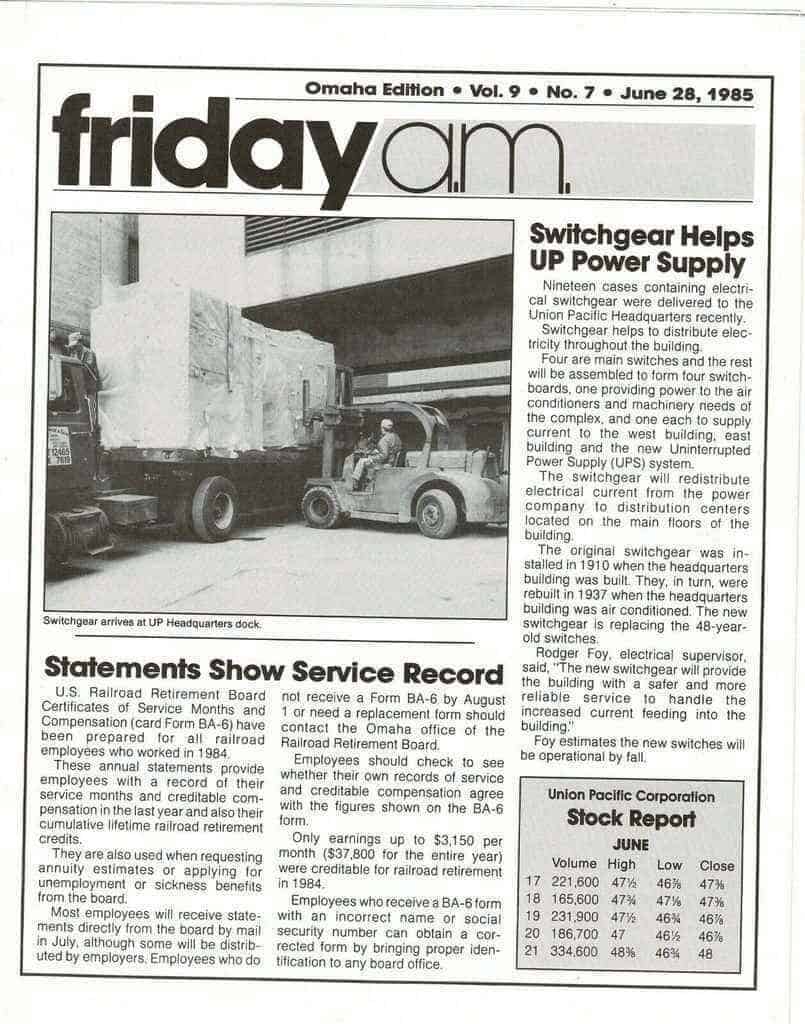 Omaha Edition • Vol. 9 • No. 7 • June 28, 1985
friday a.m.
Switchgear arrives at UP Headquarters dock.
Switchgear Helps
UP Power Supply
Nineteen cases containing electri-
cal switchgear were delivered to the
Union Pacific Headquarters recently.
Switchgear helps to distribute elec-
tricity throughout the building.
Four are main switches and the rest
will be assembled to form four switch-
boards, one providing power to the air
conditioners and machinery needs of
the complex, and one each to supply
current to the west building, east
building and the new Uninterrupted
Power Supply (UPS) system.
The switchgear will redistribute
electrical current from the power
company to distribution centers
located on the main floors of the
building.
The original switchgear was in-
stalled in 1910 when the headquarters
building was built. They, in turn, were
rebuilt in 1937 when the headquarters
building was air conditioned. The new
switchgear is replacing the 48-year-
old switches.
Rodger Foy, electrical supervisor,
said, "The new switchgear will provide
the building with a safer and more
reliable service to handle the
increased current feeding into the
building."
Foy estimates the new switches will
be operational by fall.
Statements Show Service Record
U.S. Railroad Retirement Board
Certificates of Service Months and
Compensation (card Form BA-6) have
been prepared for all railroad
employees who worked in 1984.
These annual statements provide
employees with a record of their
service months and creditable com-
pensation in the last year and also their
cumulative lifetime railroad retirement
credits.
They are also used when requesting
annuity estimates or applying for
unemployment or sickness benefits
from the board.
Most employees will receive state-
ments directly from the board by mail
in July, although some will be distrib-
uted by employers. Employees who do
not receive a Form BA-6 by August
1 or need a replacement form should
contact the Omaha office of the
Railroad Retirement Board.
Employees should check to see
whether their own records of service
and creditable compensation agree
with the figures shown on the BA-6
form.
Only earnings up to $3,150 per
month ($37,800 for the entire year)
were creditable for railroad retirement
in 1984.
Employees who receive a BA-6 form
with an incorrect name or social
security number can obtain a cor-
rected form by bringing proper iden-
tification to any board office.
Union Pacific Corporation
Stock Report
JUNE
Volume High Low Close
17 221,600 47½ 46⅞ 47⅜
18 165,600 47¾ 47⅛ 47⅜
19 231,900 47½ 46¾ 46⅞
20 186,700 47 46½ 46⅞
21 334,600 48⅜ 46¾ 48